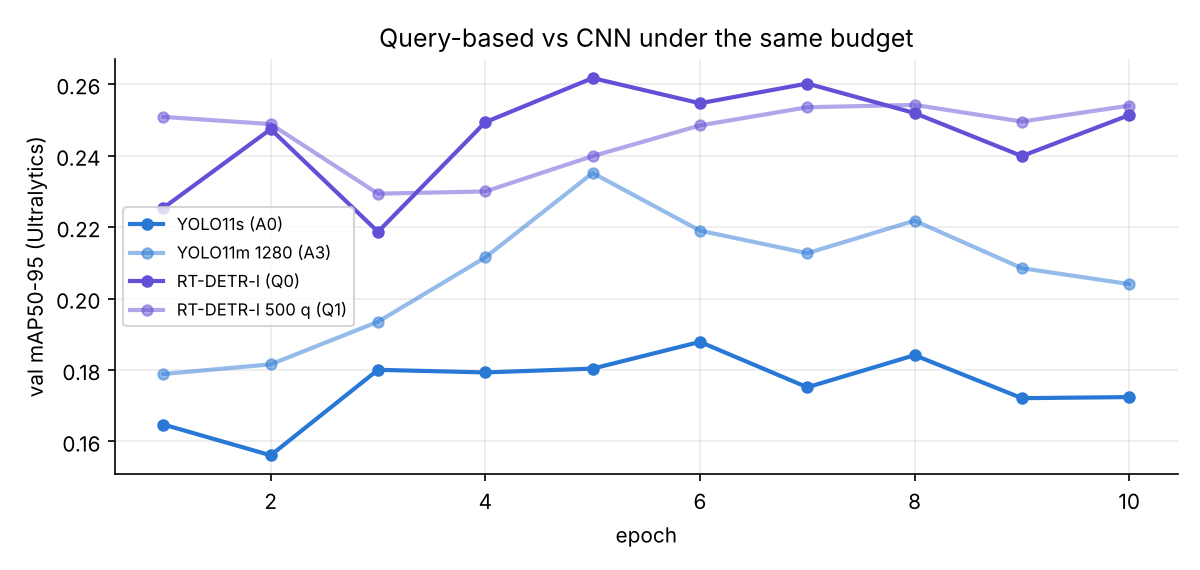 Query-based vs CNN under the same budget
val mAP50-95 (Ultralytics)
0.26
0.24
0.22
0.20
0.18
0.16
YOLO11s (A0)
YOLO11m 1280 (A3)
RT-DETR-l (Q0)
RT-DETR-l 500 q (Q1)
2
4
6
8
10
epoch